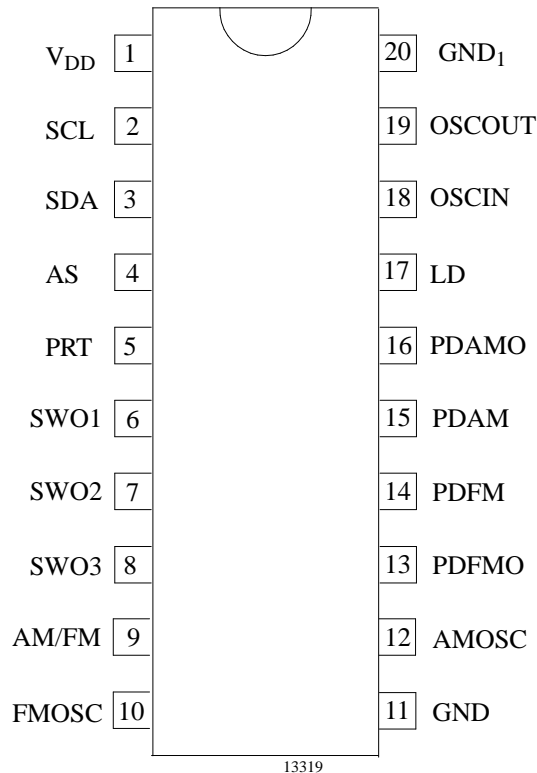 V_DD 1 20 GND_1
SCL 2 19 OSCOUT
SDA 3 18 OSCIN
AS 4 17 LD
PRT 5 16 PDAMO
SWO1 6 15 PDAM
SWO2 7 14 PDFM
SWO3 8 13 PDFMO
AM/FM 9 12 AMOSC
FMOSC 10 11 GND
13319